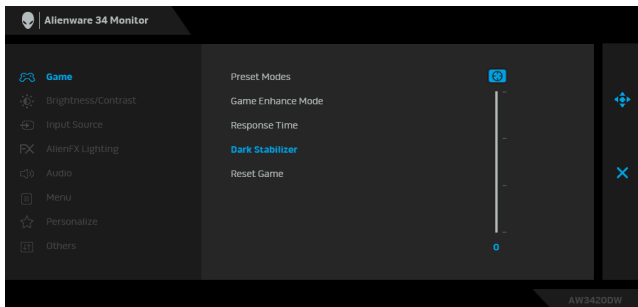 Alienware 34 Monitor
Game
Brightness/Contrast
Input Source
FX AlienFX Lighting
Audio
Menu
Personalize
Others
Preset Modes
Game Enhance Mode
Response Time
Dark Stabilizer
Reset Game
0
AW3420DW